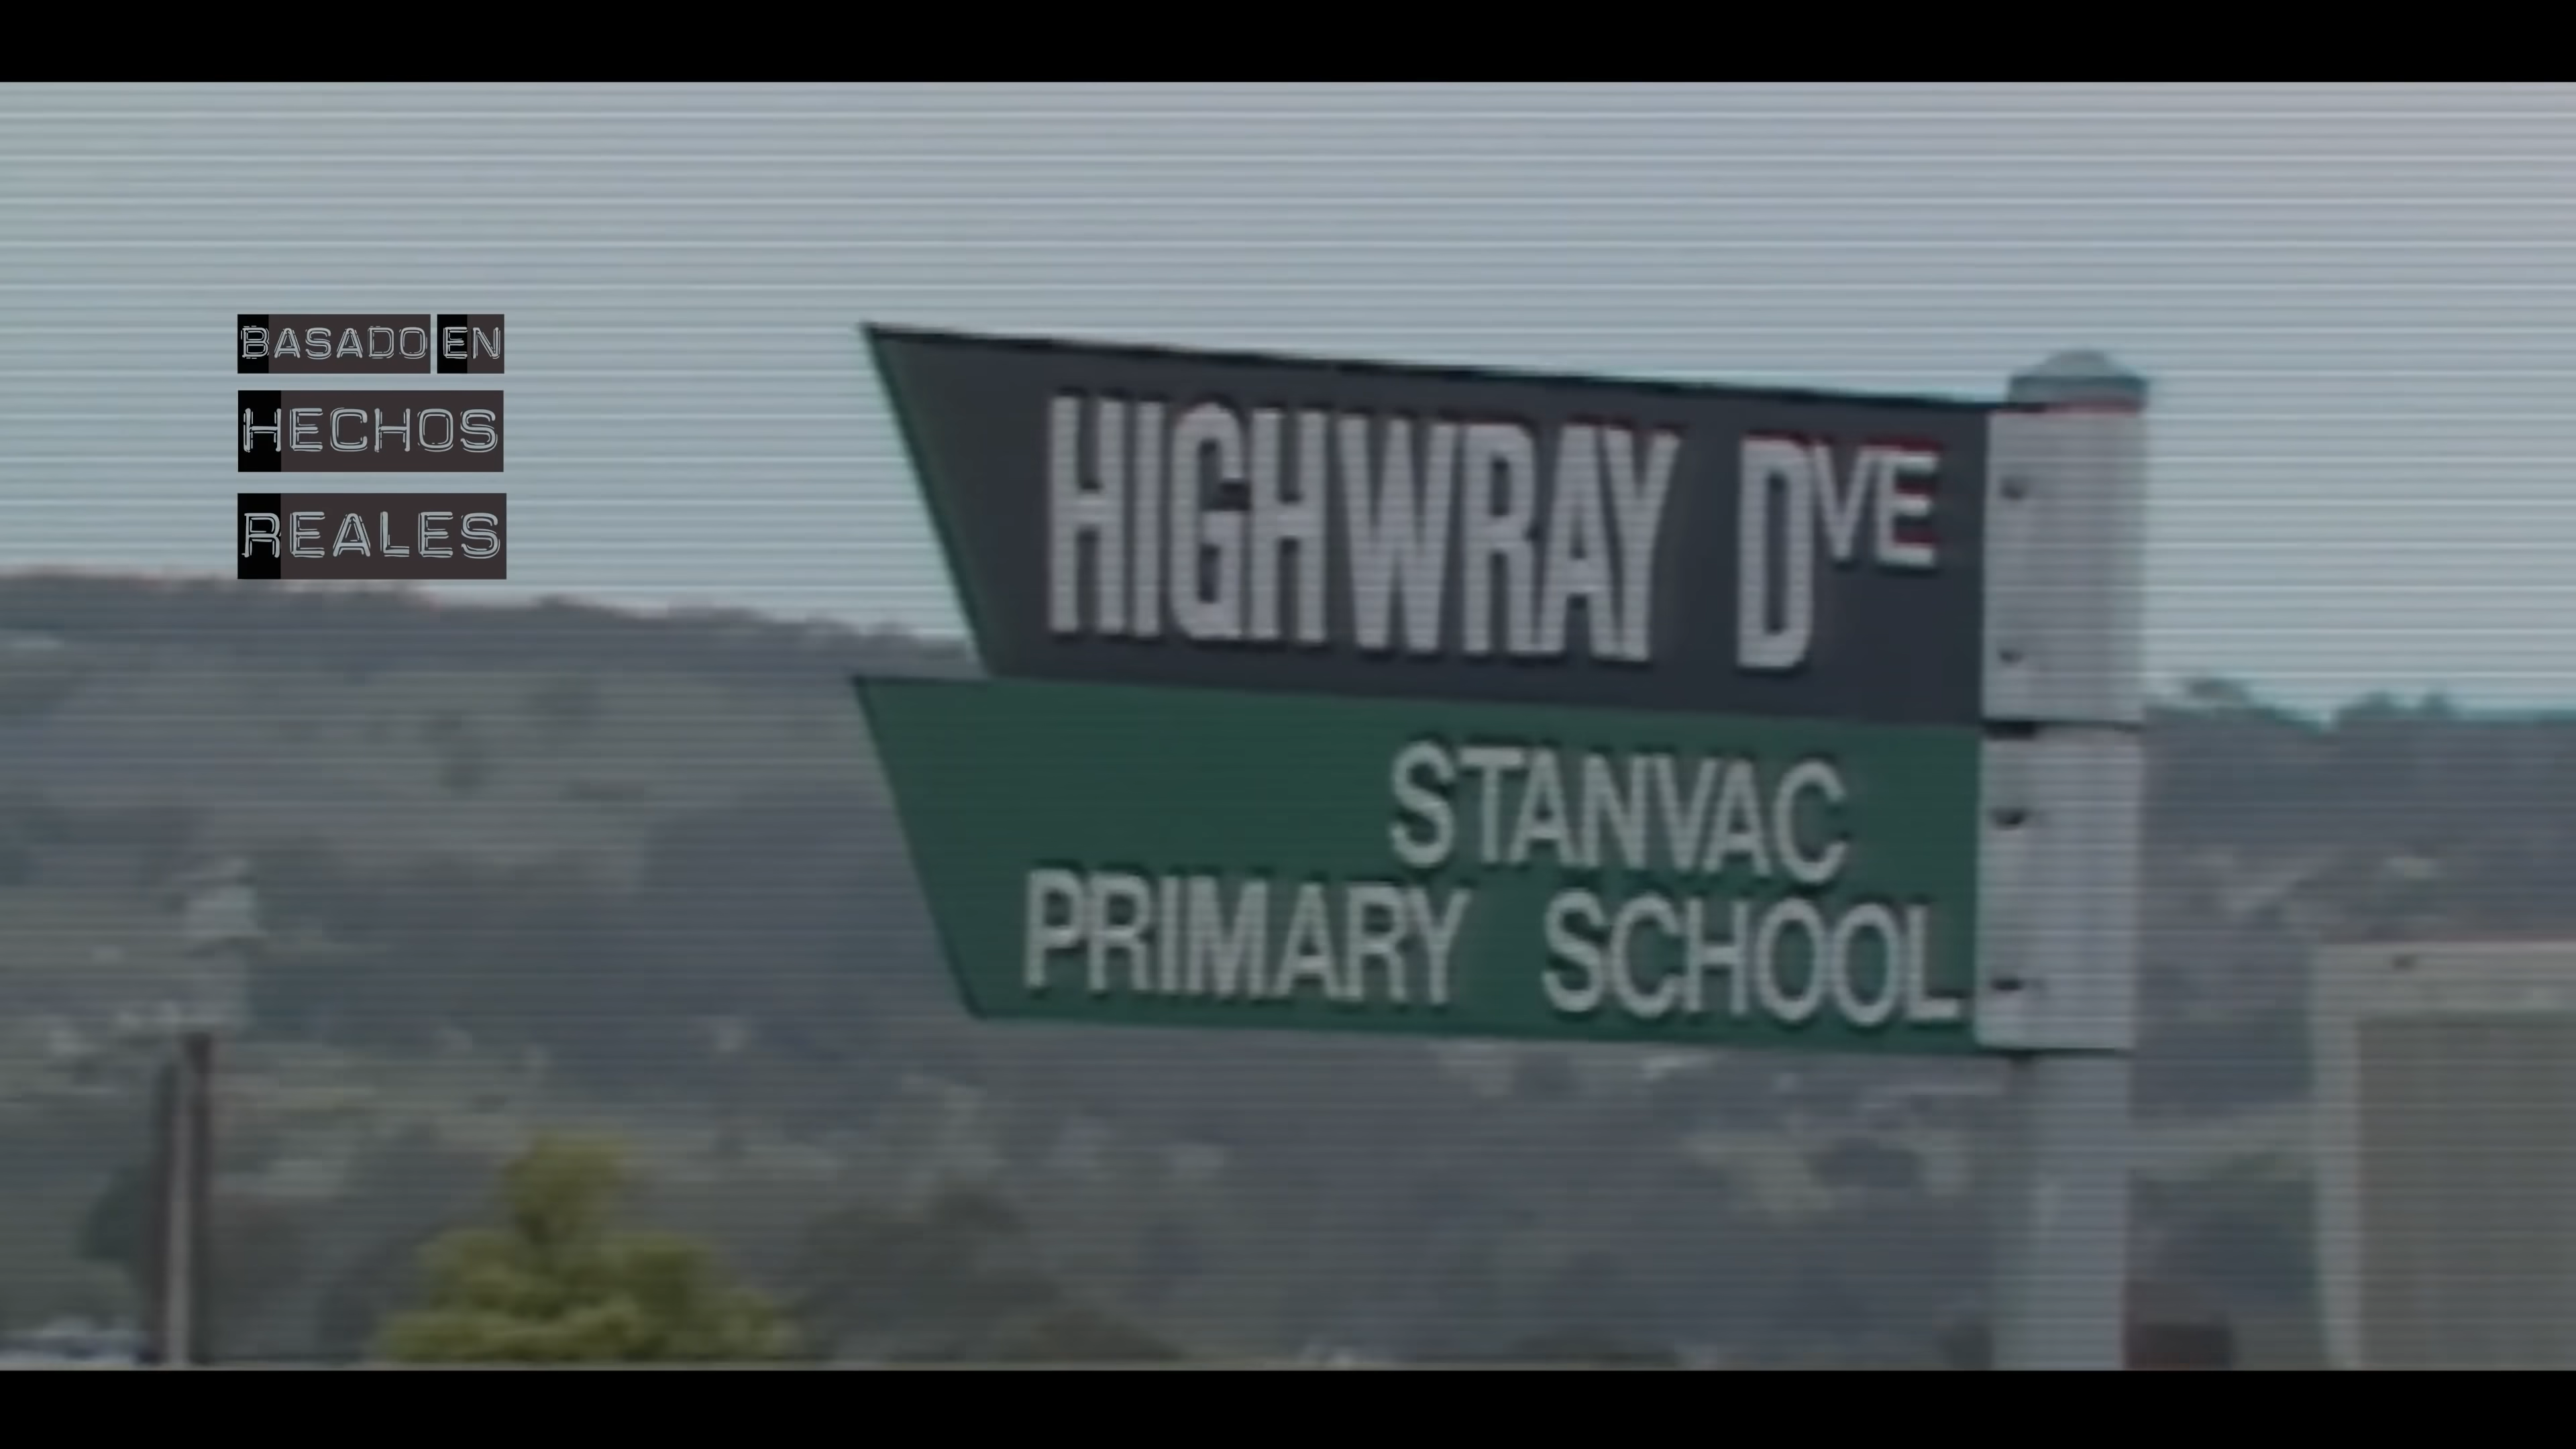 BASADO EN
HECHOS
REALES
HIGHWRAY DVE
STANVAC
PRIMARY SCHOOL